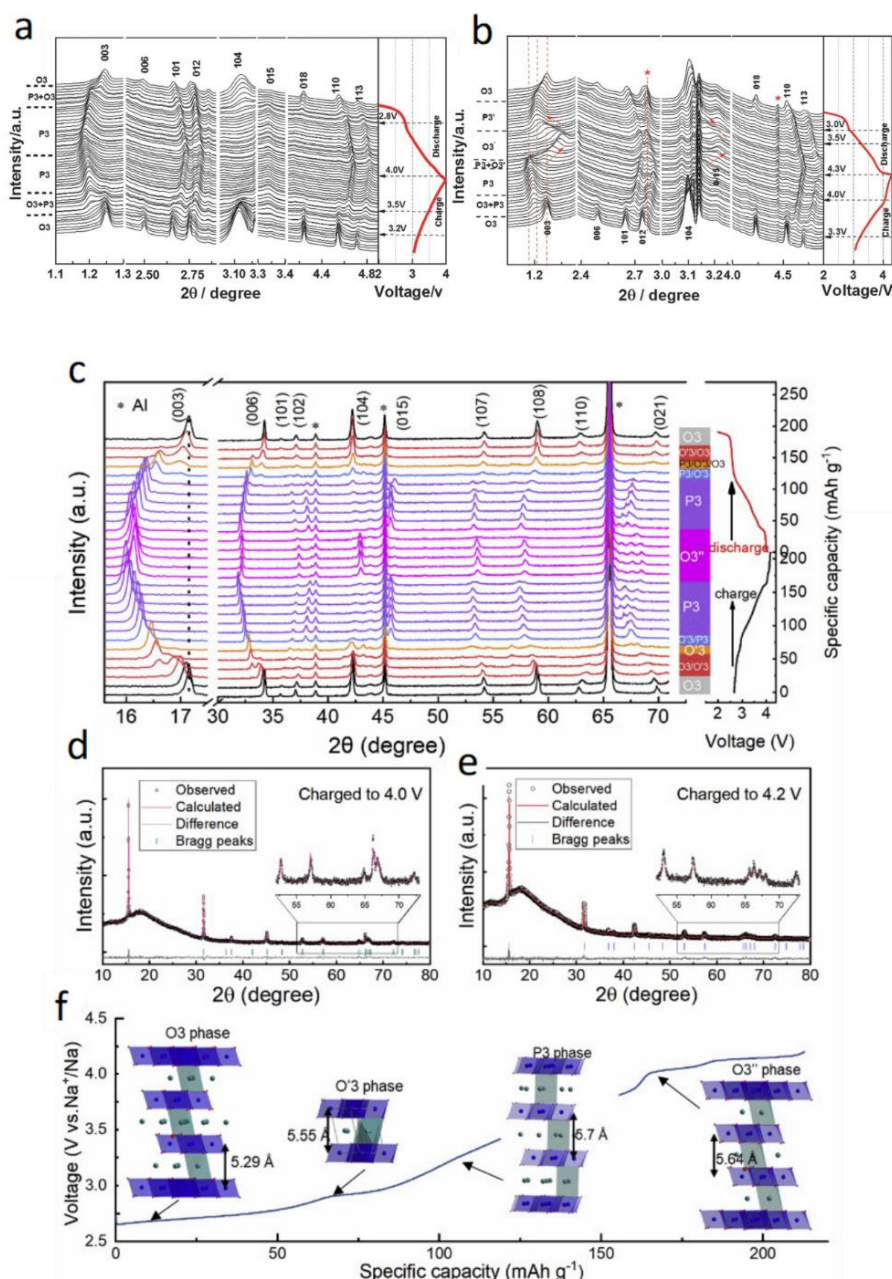 a
003
006
101
012
104
015
018
110
113
Intensity/a.u.
O3
P3+O3
P3
P3
O3+P3
O3
2.8V
4.0V
3.5V
3.2V
Discharge
Charge
1.1 1.2 1.3 2.50 2.75 3.10 3.3 3.4 4.5 4.82 3 4
2θ / degree
Voltage/v
b
*
*
018
110
113
Intensity/a.u.
O3
P3'
O3
P3
O3+P3
O3
003
006
101
012
104
015
3.0V
3.5V
4.3V
4.0V
3.3V
Discharge
Charge
1.2 2.4 2.7 3.0 3.1 3.24 4.0 4.5 2 3 4
2θ / degree
Voltage/V
c
* Al
(003)
(006)
(101)
(102)
*
(104)
*
(015)
(107)
(108)
(110)
*
(021)
Intensity (a.u.)
O3
O'3/O3
P3/O'3/O3
P3/O'3
P3
O3''
P3
O'3/P3
O'3
O3/O'3
O3
discharge
charge
250
200
150
100
50
0
200
150
100
50
0
Specific capacity (mAh g⁻¹)
16 17 30 35 40 45 50 55 60 65 70 2 3 4
2θ (degree)
Voltage (V)
d
Observed
Calculated
Difference
Bragg peaks
Charged to 4.0 V
55 60 65 70
Intensity (a.u.)
10 20 30 40 50 60 70 80
2θ (degree)
e
Observed
Calculated
Difference
Bragg peaks
Charged to 4.2 V
55 60 65 70
Intensity (a.u.)
10 20 30 40 50 60 70 80
2θ (degree)
f
Voltage (V vs.Na⁺/Na)
4.5
4.0
3.5
3.0
2.5
O3 phase
5.29 Å
O'3 phase
5.55 Å
P3 phase
5.7 Å
O3'' phase
5.64 Å
0 50 75 100 125 150 175 200
Specific capacity (mAh g⁻¹)